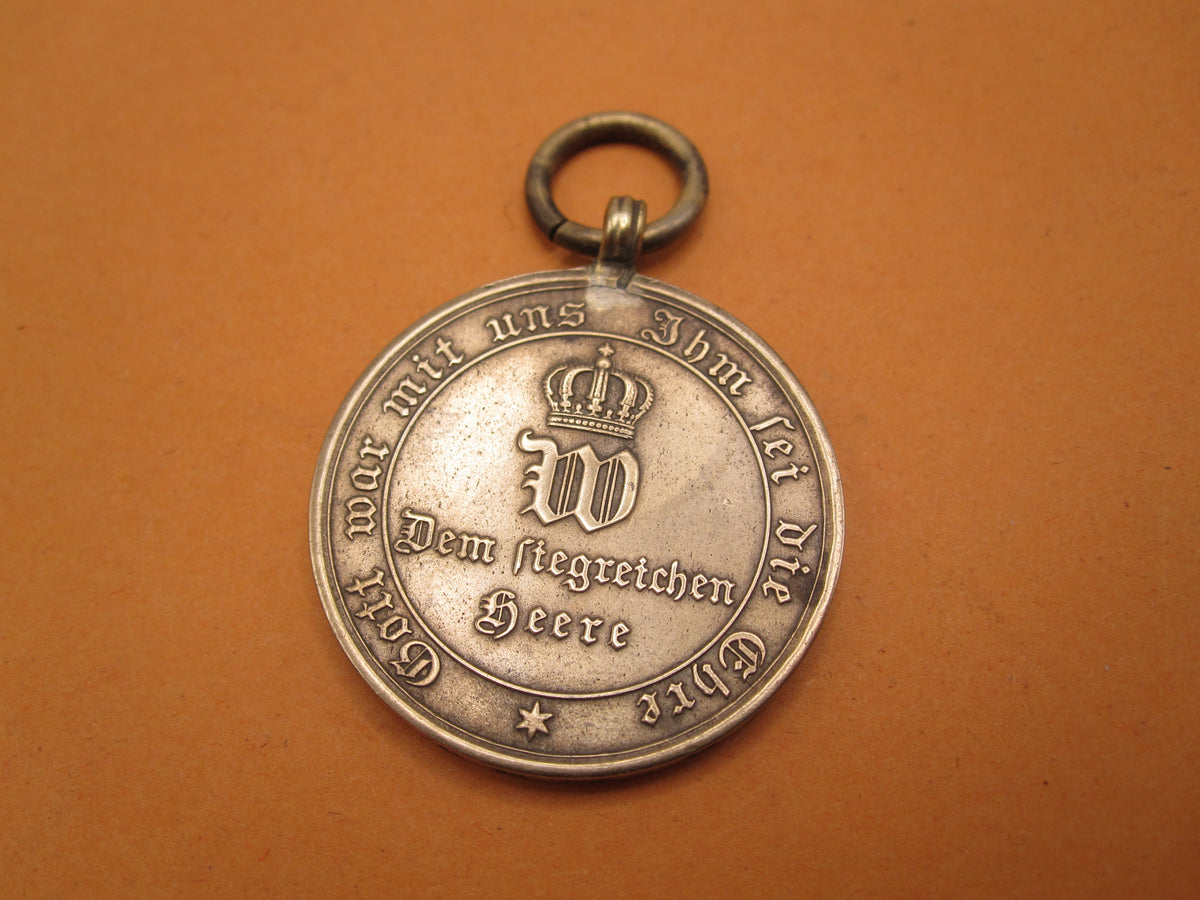 Gott war mit uns Ihm ſei die Ehre
W
Dem ſiegreichen
Heere